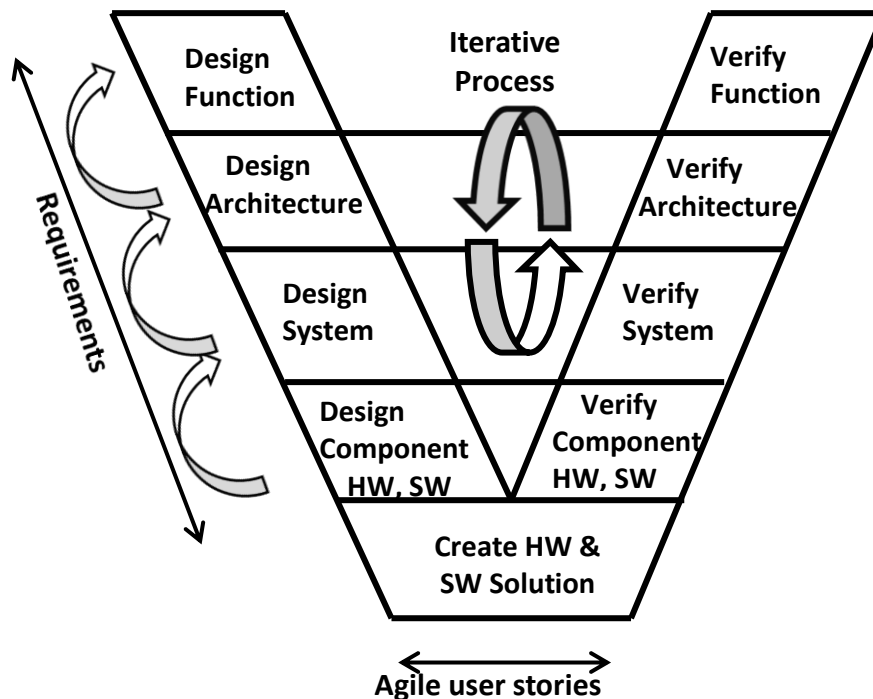 Design
Function
Iterative
Process
Verify
Function
Design
Architecture
Verify
Architecture
Requirements
Design
System
Verify
System
Design
Component
HW, SW
Verify
Component
HW, SW
Create HW &
SW Solution
Agile user stories